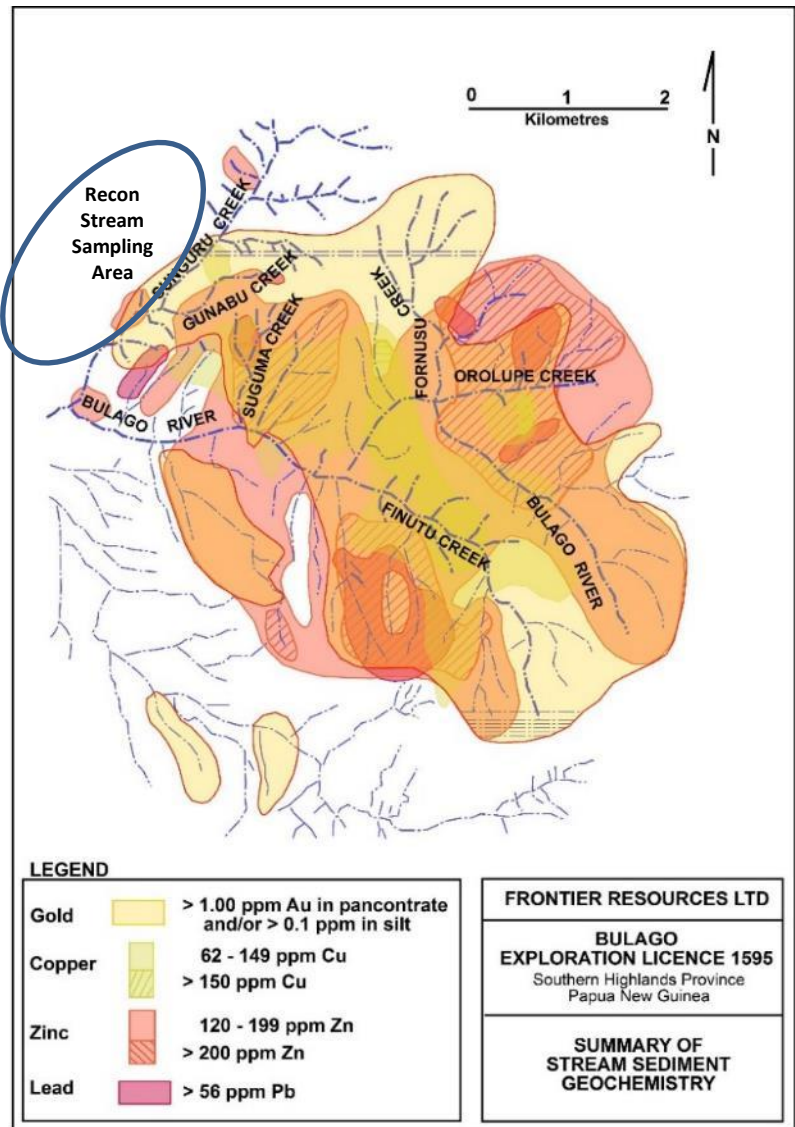 0 1 2
Kilometres
N
Recon
Stream
Sampling
Area
SUNGURU CREEK
GUNABU CREEK
SUGUMA CREEK
FORNUSU CREEK
OROLUPE CREEK
BULAGO RIVER
FINUTU CREEK
BULAGO RIVER
LEGEND
Gold > 1.00 ppm Au in pancontrate
and/or > 0.1 ppm in silt
Copper 62 - 149 ppm Cu
> 150 ppm Cu
Zinc 120 - 199 ppm Zn
> 200 ppm Zn
Lead > 56 ppm Pb
FRONTIER RESOURCES LTD
BULAGO
EXPLORATION LICENCE 1595
Southern Highlands Province
Papua New Guinea
SUMMARY OF
STREAM SEDIMENT
GEOCHEMISTRY